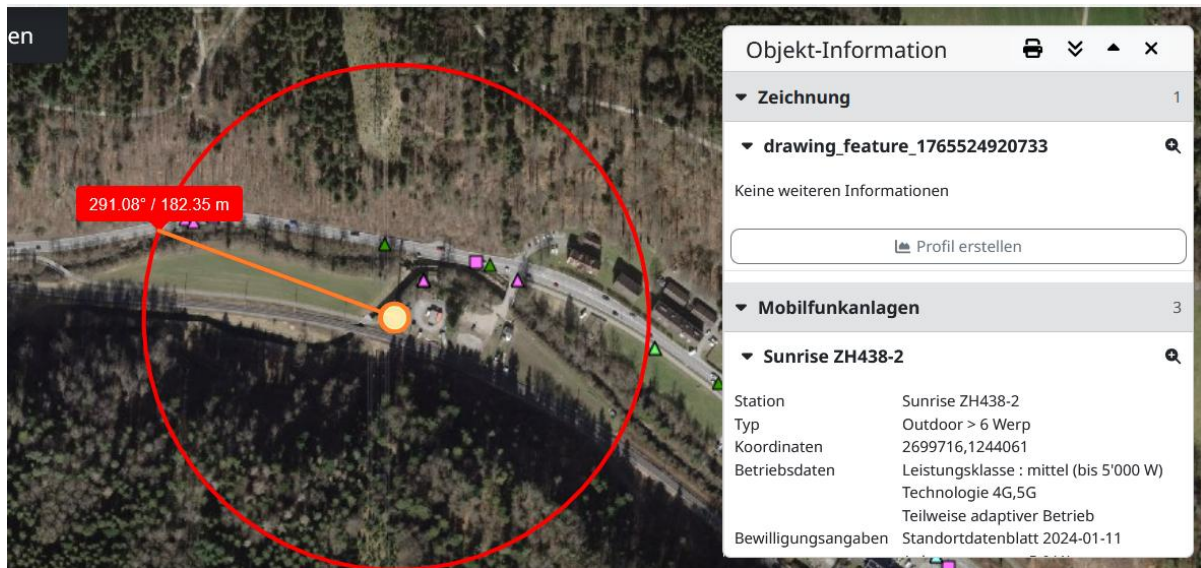 en
291.08° / 182.35 m
Objekt-Information
Zeichnung 1
drawing_feature_1765524920733
Keine weiteren Informationen
Profil erstellen
Mobilfunkanlagen 3
Sunrise ZH438-2
Station Sunrise ZH438-2
Typ Outdoor > 6 Werp
Koordinaten 2699716,1244061
Betriebsdaten Leistungsklasse : mittel (bis 5'000 W)
Technologie 4G,5G
Teilweise adaptiver Betrieb
Bewilligungsangaben Standortdatenblatt 2024-01-11